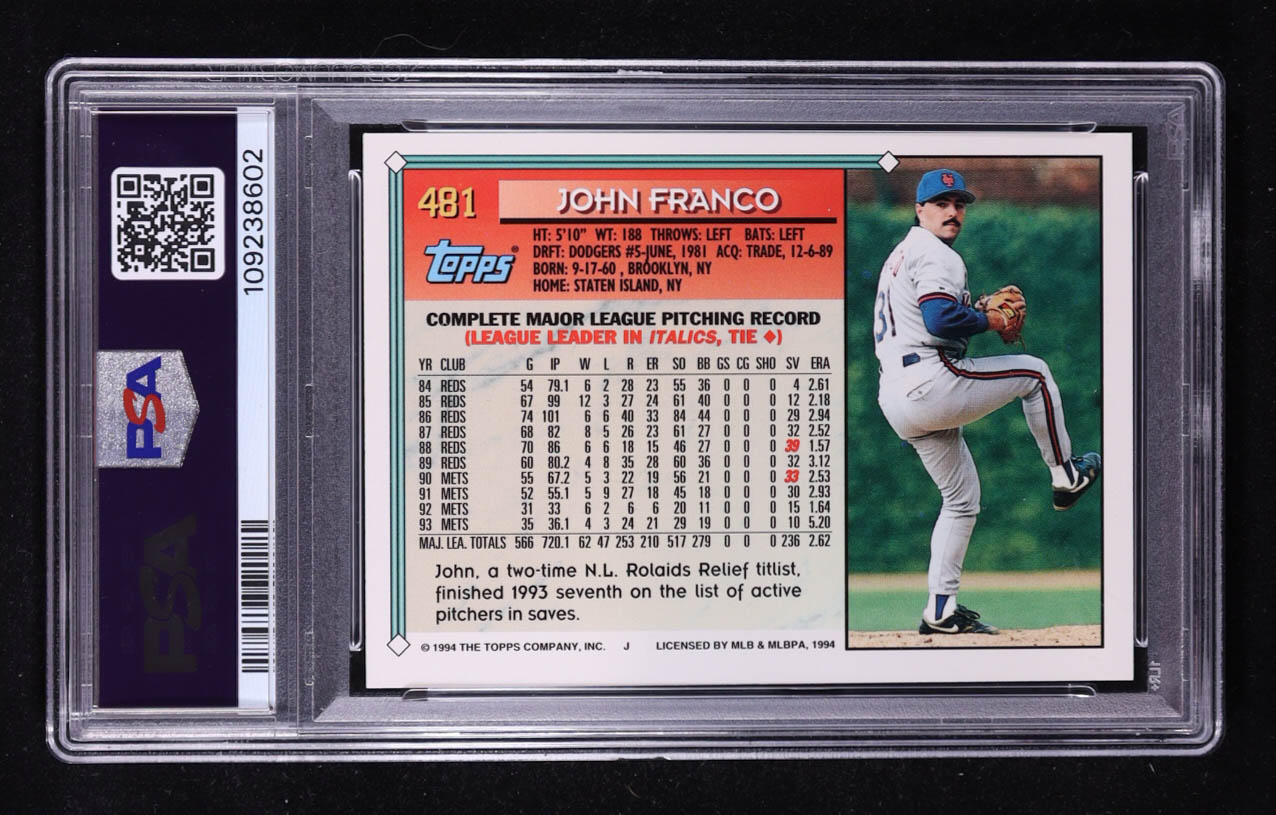 PSA
PSA
109238602
481
JOHN FRANCO
Topps®
HT: 5'10" WT: 188 THROWS: LEFT BATS: LEFT
DRFT: DODGERS #5-JUNE, 1981 ACQ: TRADE, 12-6-89
BORN: 9-17-60 , BROOKLYN, NY
HOME: STATEN ISLAND, NY
COMPLETE MAJOR LEAGUE PITCHING RECORD
(LEAGUE LEADER IN ITALICS, TIE ♦)
YR CLUB G IP W L R ER SO BB GS CG SHO SV ERA
84 REDS 54 79.1 6 2 28 23 55 36 0 0 0 4 2.61
85 REDS 67 99 12 3 27 24 61 40 0 0 0 12 2.18
86 REDS 74 101 6 6 40 33 84 44 0 0 0 29 2.94
87 REDS 68 82 8 5 26 23 61 27 0 0 0 32 2.52
88 REDS 70 86 6 6 18 15 46 27 0 0 0 39 1.57
89 REDS 60 80.2 4 8 35 28 60 36 0 0 0 32 3.12
90 METS 55 67.2 5 3 22 19 56 21 0 0 0 33 2.53
91 METS 52 55.1 5 9 27 18 45 18 0 0 0 30 2.93
92 METS 31 33 6 2 6 6 20 11 0 0 0 15 1.64
93 METS 35 36.1 4 3 24 21 29 19 0 0 0 10 5.20
MAJ. LEA. TOTALS 566 720.1 62 47 253 210 517 279 0 0 0 236 2.62
John, a two-time N.L. Rolaids Relief titlist,
finished 1993 seventh on the list of active
pitchers in saves.
© 1994 THE TOPPS COMPANY, INC. J LICENSED BY MLB & MLBPA, 1994
31